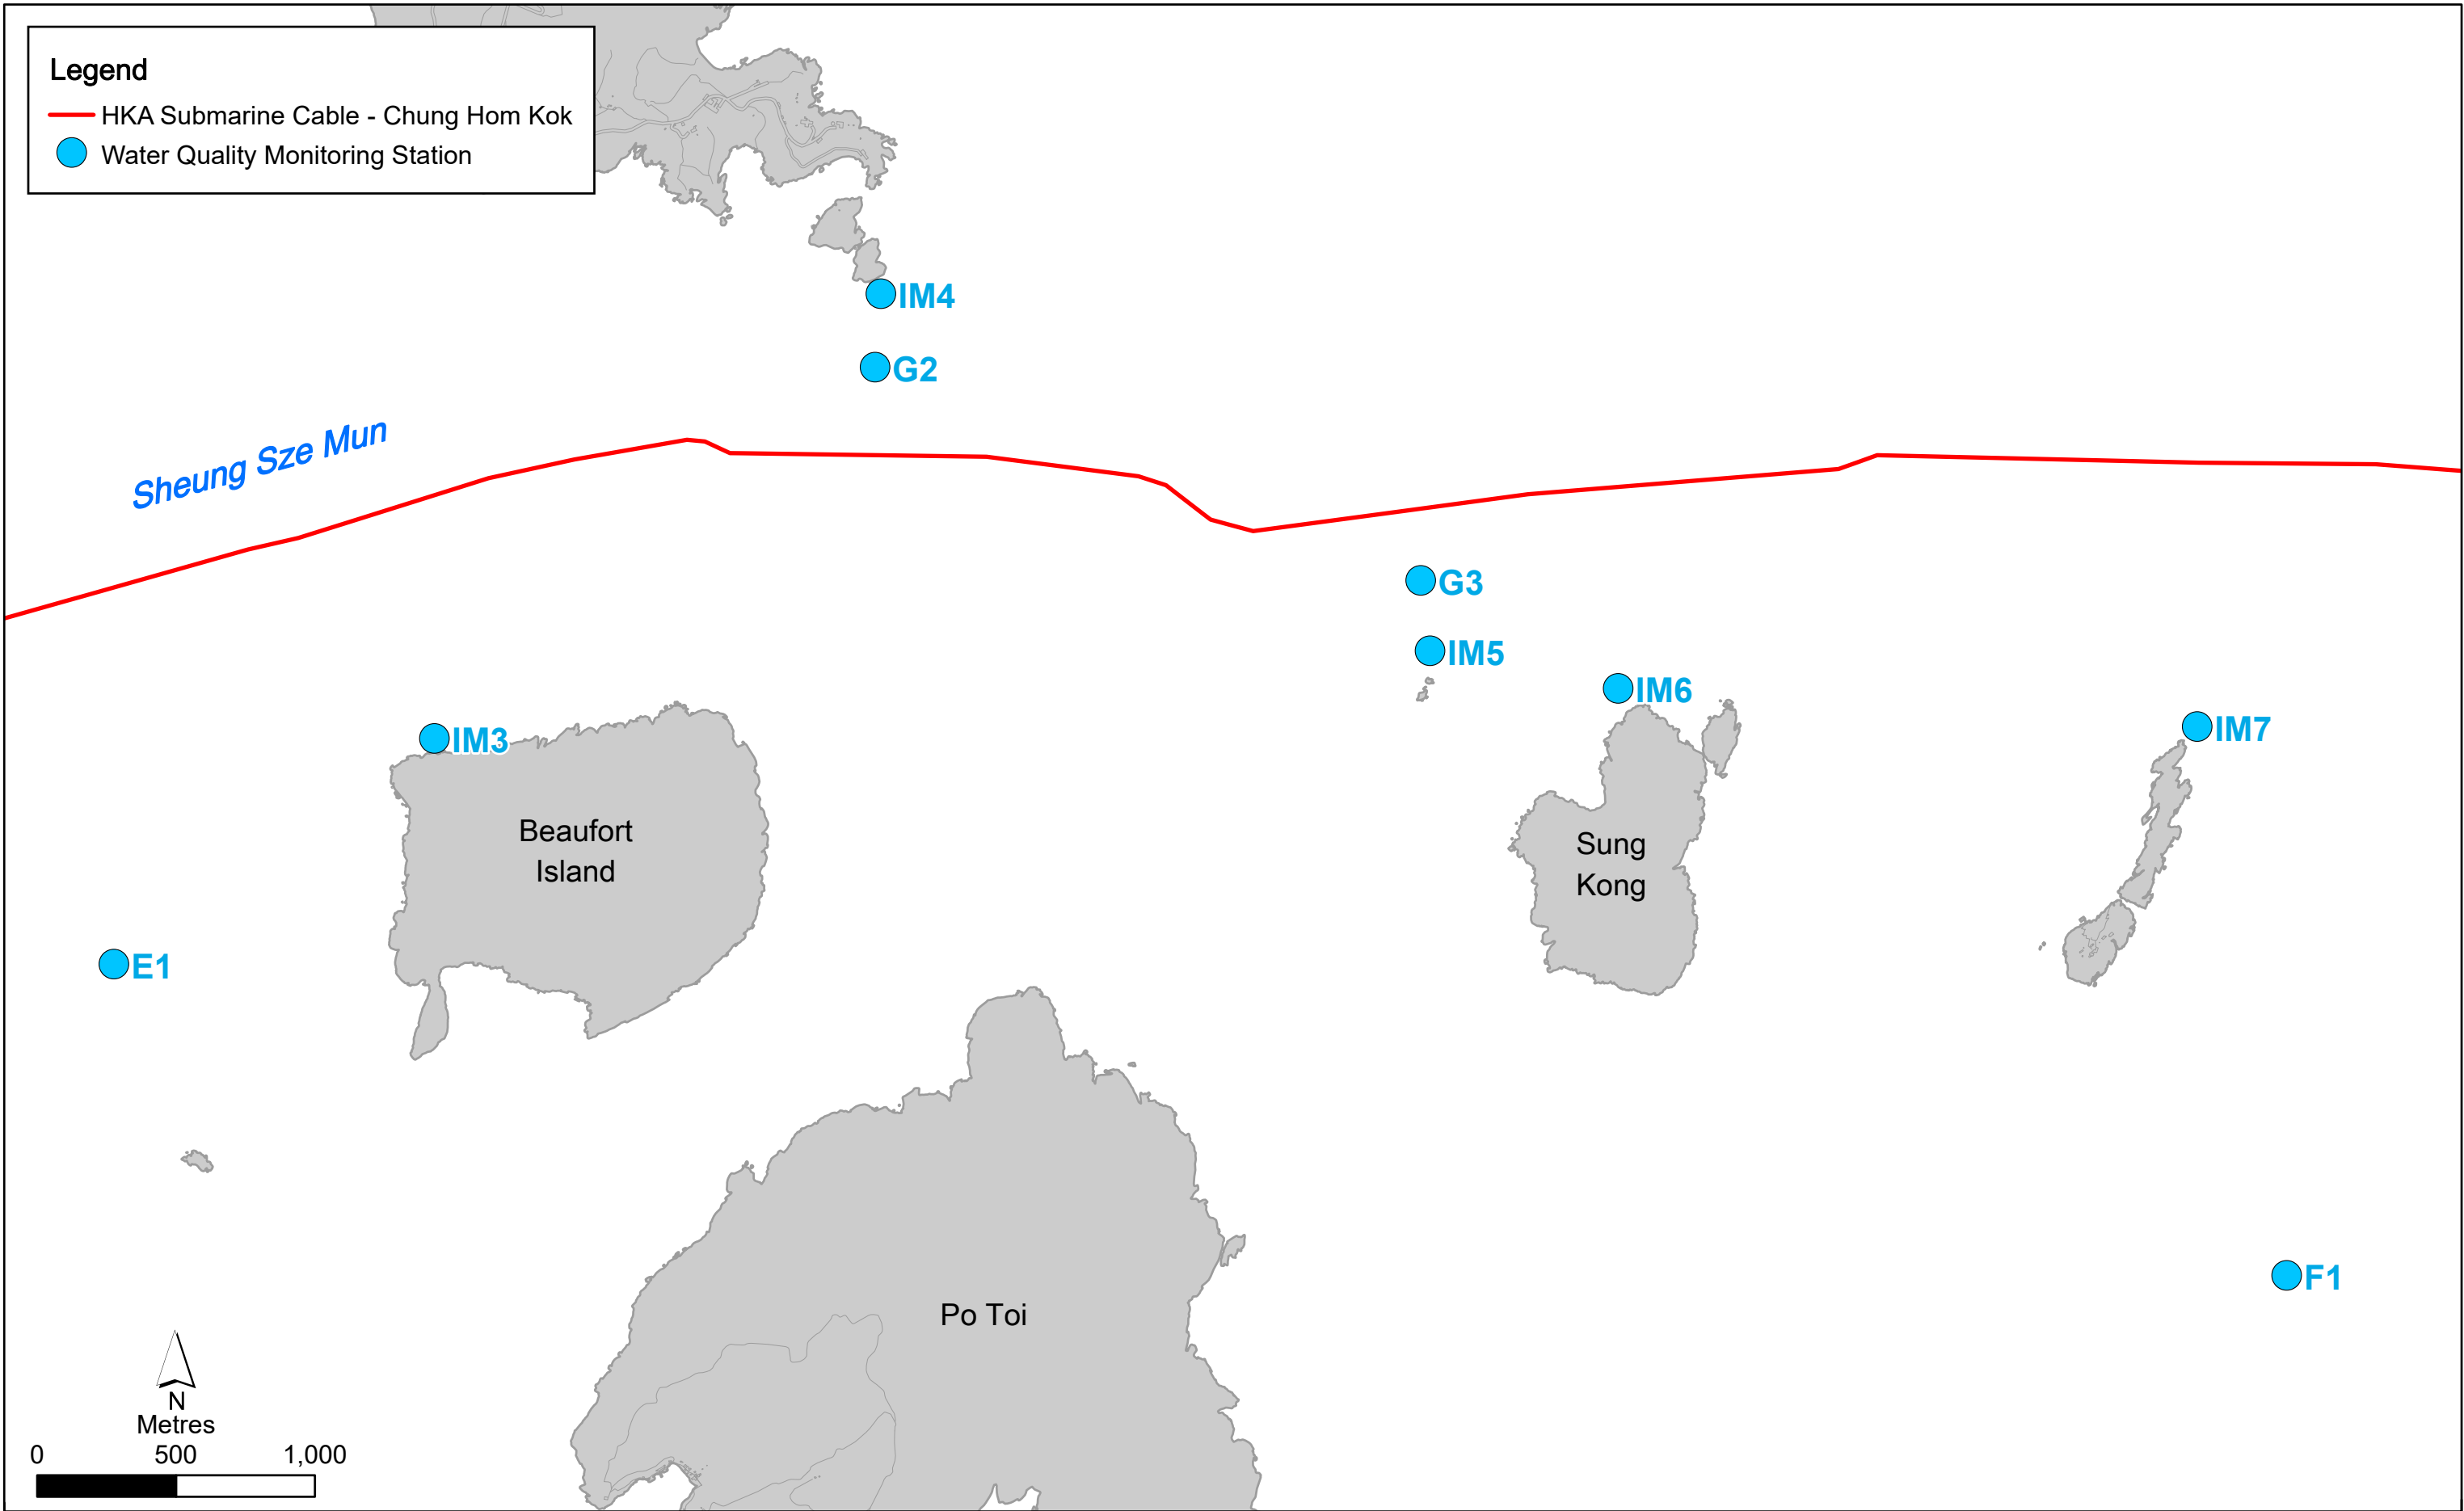 Legend
HKA Submarine Cable - Chung Hom Kok
Water Quality Monitoring Station
IM4
G2
Sheung Sze Mun
G3
IM5
IM6
IM3
IM7
Beaufort
Island
Sung
Kong
E1
F1
Po Toi
N
Metres
0 500 1,000